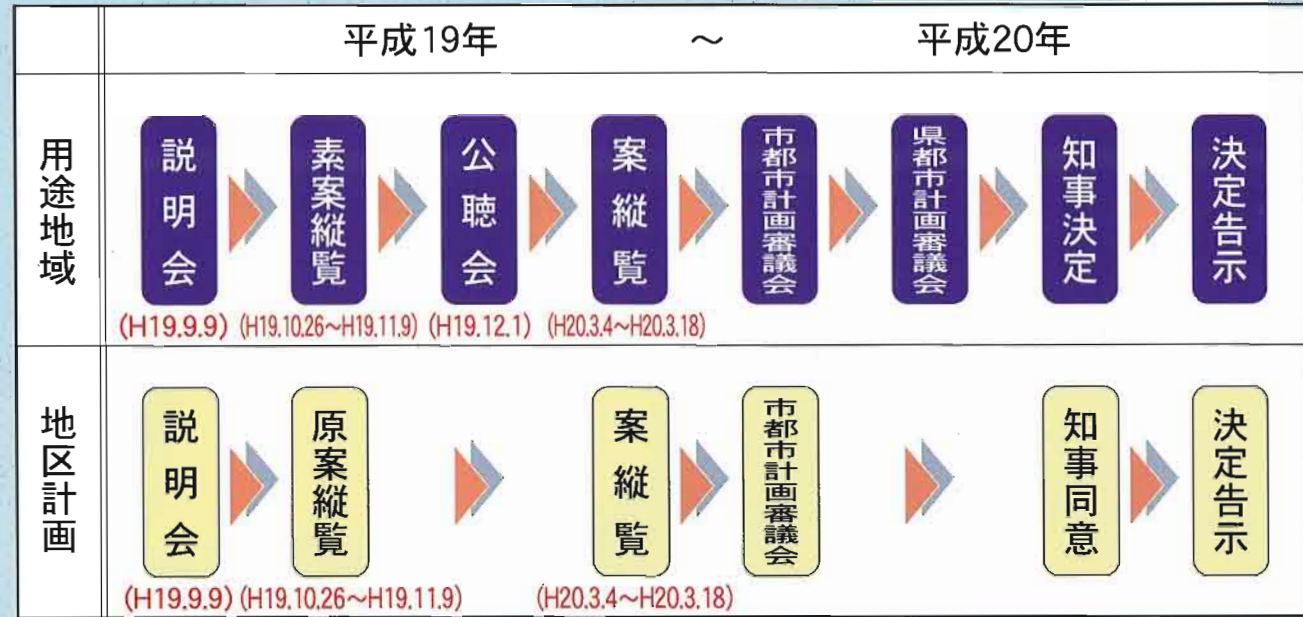 平成19年 ～ 平成20年
用途地域
説明会
素案縦覧
公聴会
案縦覧
市都市計画審議会
県都市計画審議会
知事決定
決定告示
(H19.9.9) (H19.10.26～H19.11.9) (H19.12.1) (H20.3.4～H20.3.18)
地区計画
説明会
原案縦覧
案縦覧
市都市計画審議会
知事同意
決定告示
(H19.9.9) (H19.10.26～H19.11.9) (H20.3.4～H20.3.18)